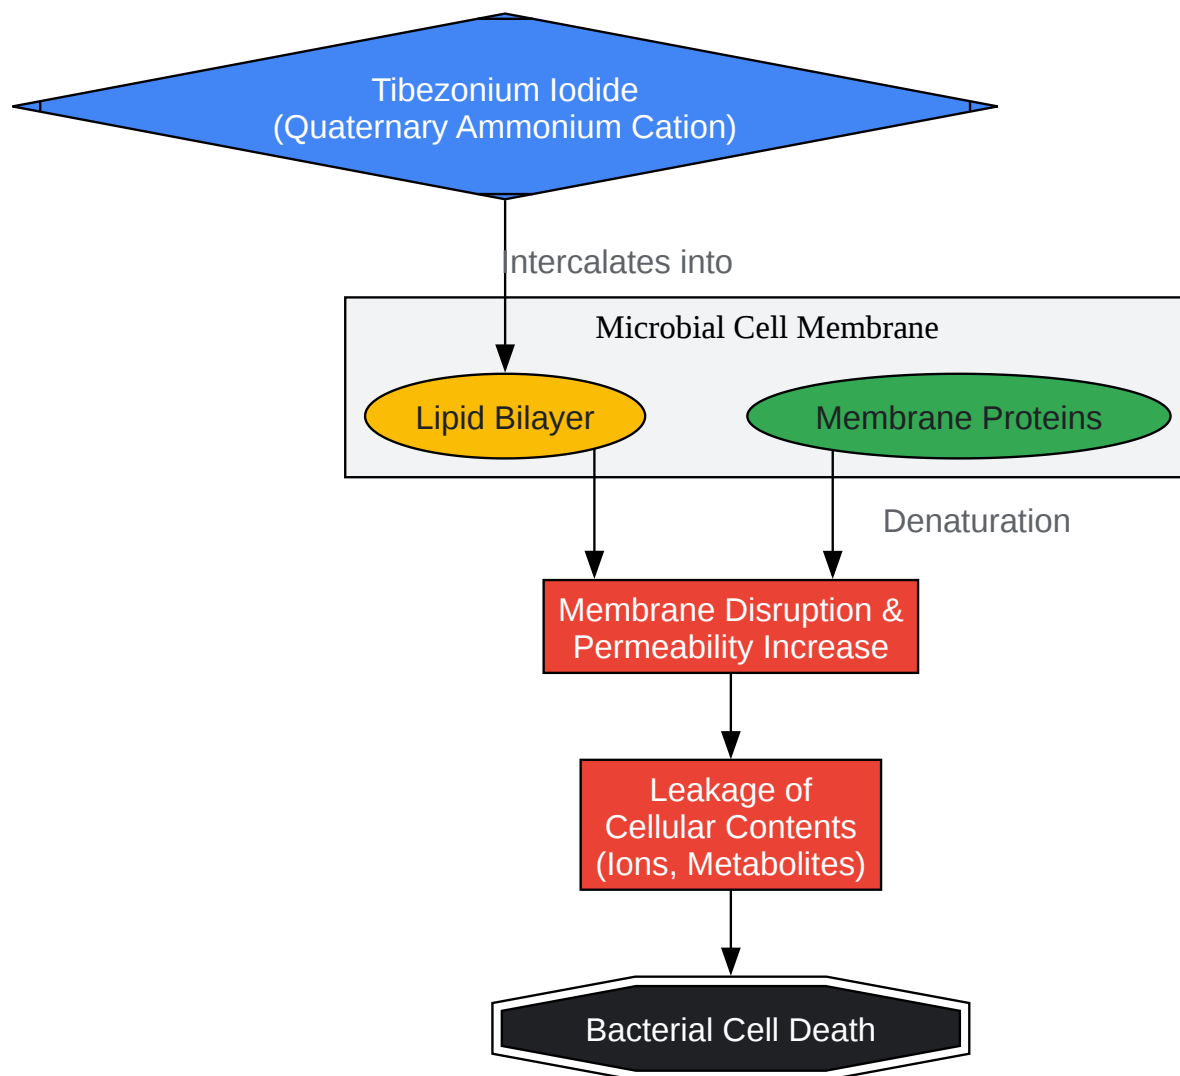 Tibezonium Iodide
(Quaternary Ammonium Cation)
Intercalates into
Microbial Cell Membrane
Lipid Bilayer
Membrane Proteins
Denaturation
Membrane Disruption &
Permeability Increase
Leakage of
Cellular Contents
(Ions, Metabolites)
Bacterial Cell Death